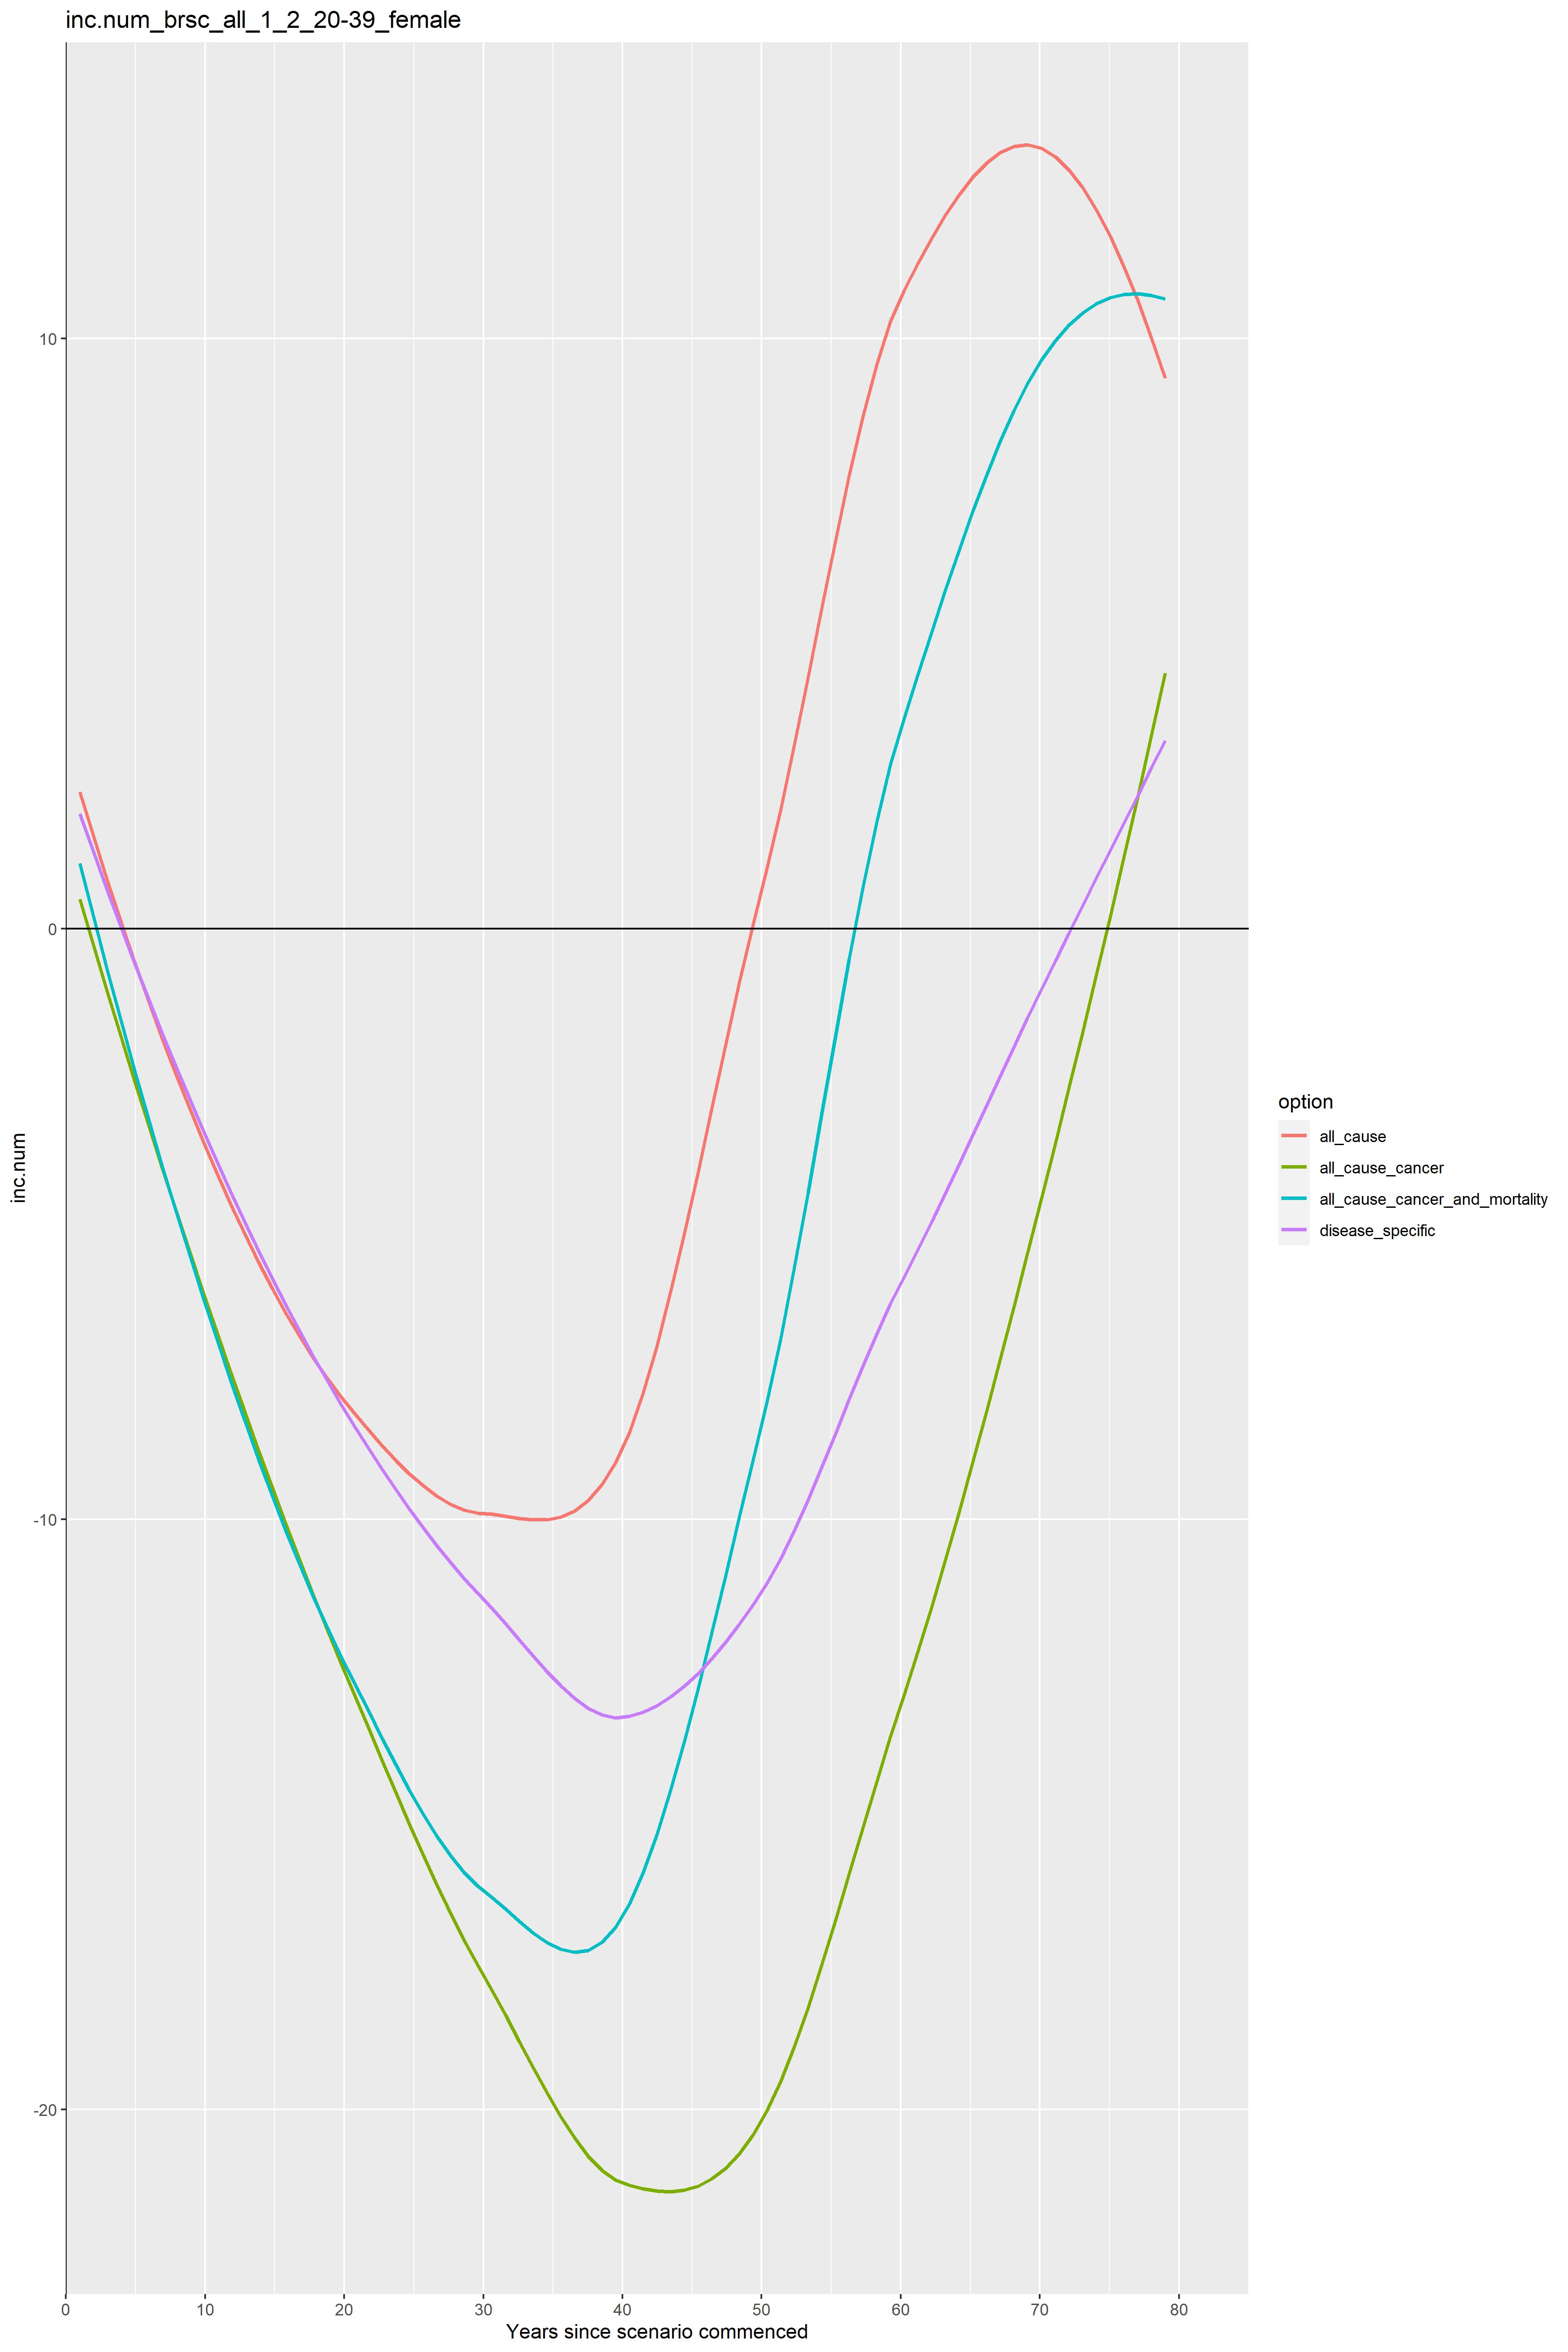 inc.num_brsc_all_1_2_20-39_female
10
0
-10
-20
inc.num
0 10 20 30 40 50 60 70 80
Years since scenario commenced
option
all_cause
all_cause_cancer
all_cause_cancer_and_mortality
disease_specific